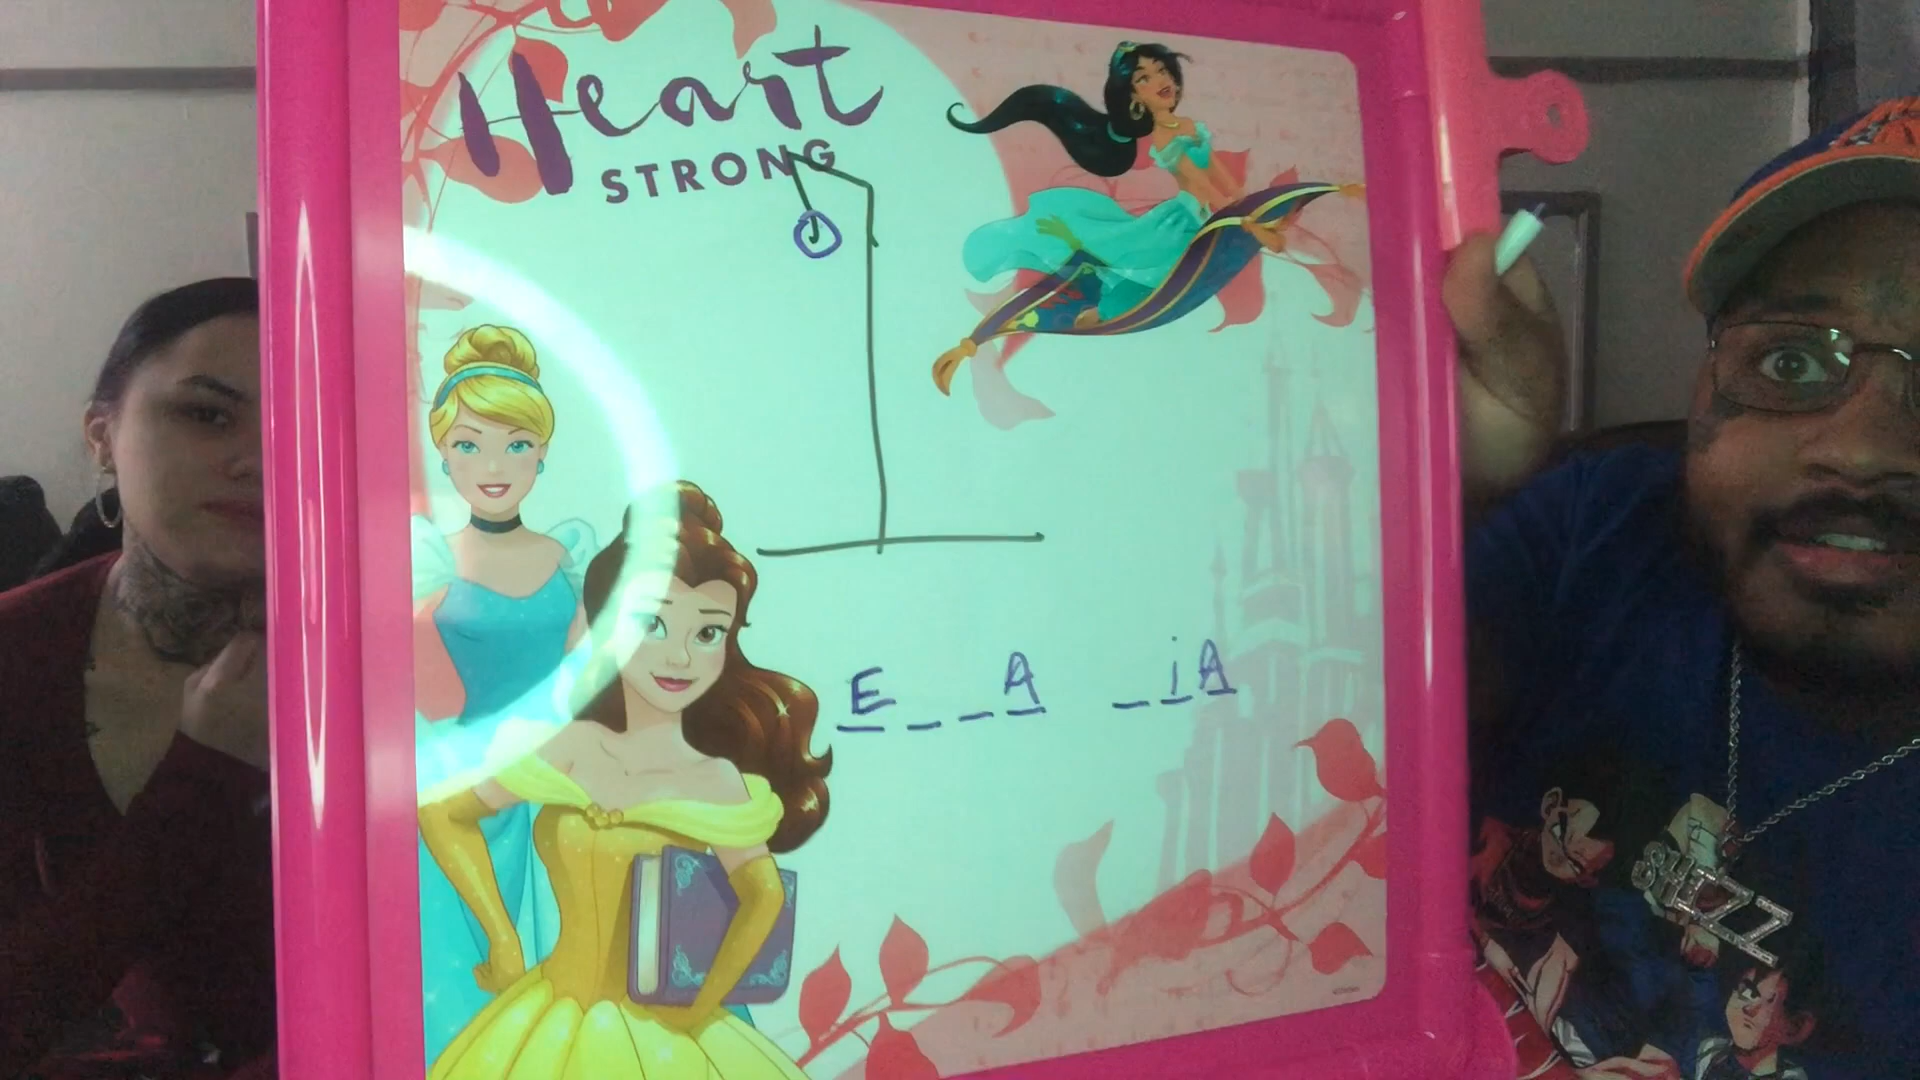 Heart
STRONG
E _ _ A _ i A